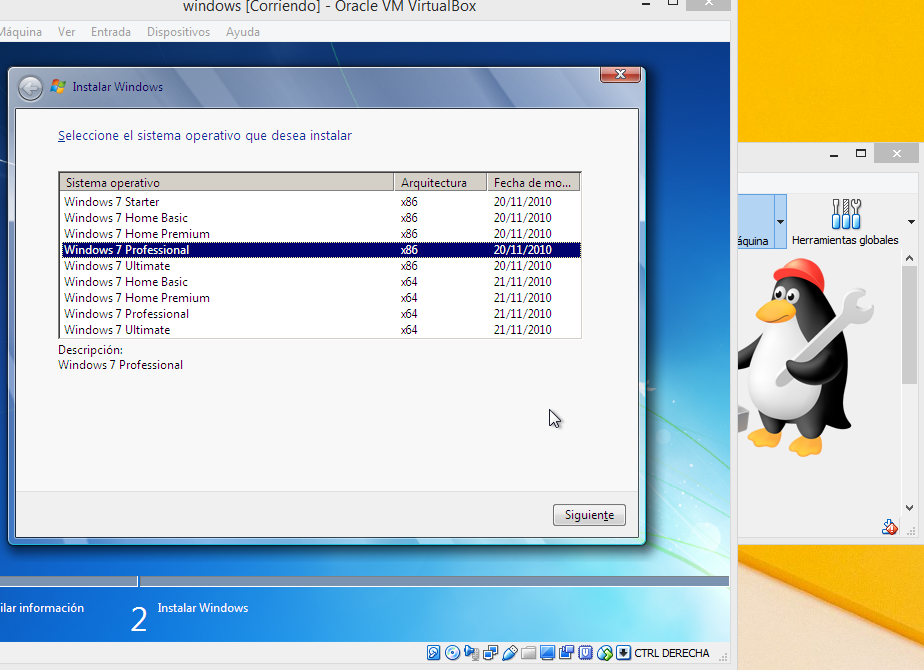 windows [Corriendo] - Oracle VM VirtualBox
Máquina Ver Entrada Dispositivos Ayuda
Instalar Windows
Seleccione el sistema operativo que desea instalar
Sistema operativo Arquitectura Fecha de mo...
Windows 7 Starter x86 20/11/2010
Windows 7 Home Basic x86 20/11/2010
Windows 7 Home Premium x86 20/11/2010
Windows 7 Professional x86 20/11/2010
Windows 7 Ultimate x86 20/11/2010
Windows 7 Home Basic x64 21/11/2010
Windows 7 Home Premium x64 21/11/2010
Windows 7 Professional x64 21/11/2010
Windows 7 Ultimate x64 21/11/2010
Descripción:
Windows 7 Professional
Siguiente
ilar información
2 Instalar Windows
CTRL DERECHA
áquina
Herramientas globales